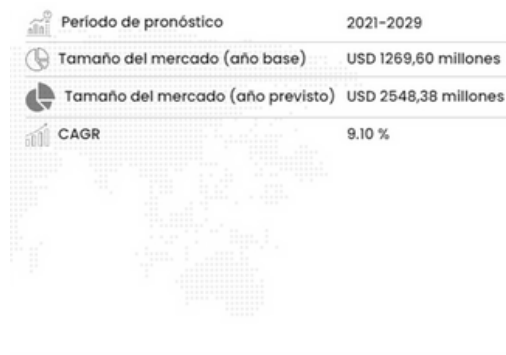 Período de pronóstico 2021-2029
Tamaño del mercado (año base) USD 1269,60 millones
Tamaño del mercado (año previsto) USD 2548,38 millones
CAGR 9.10 %